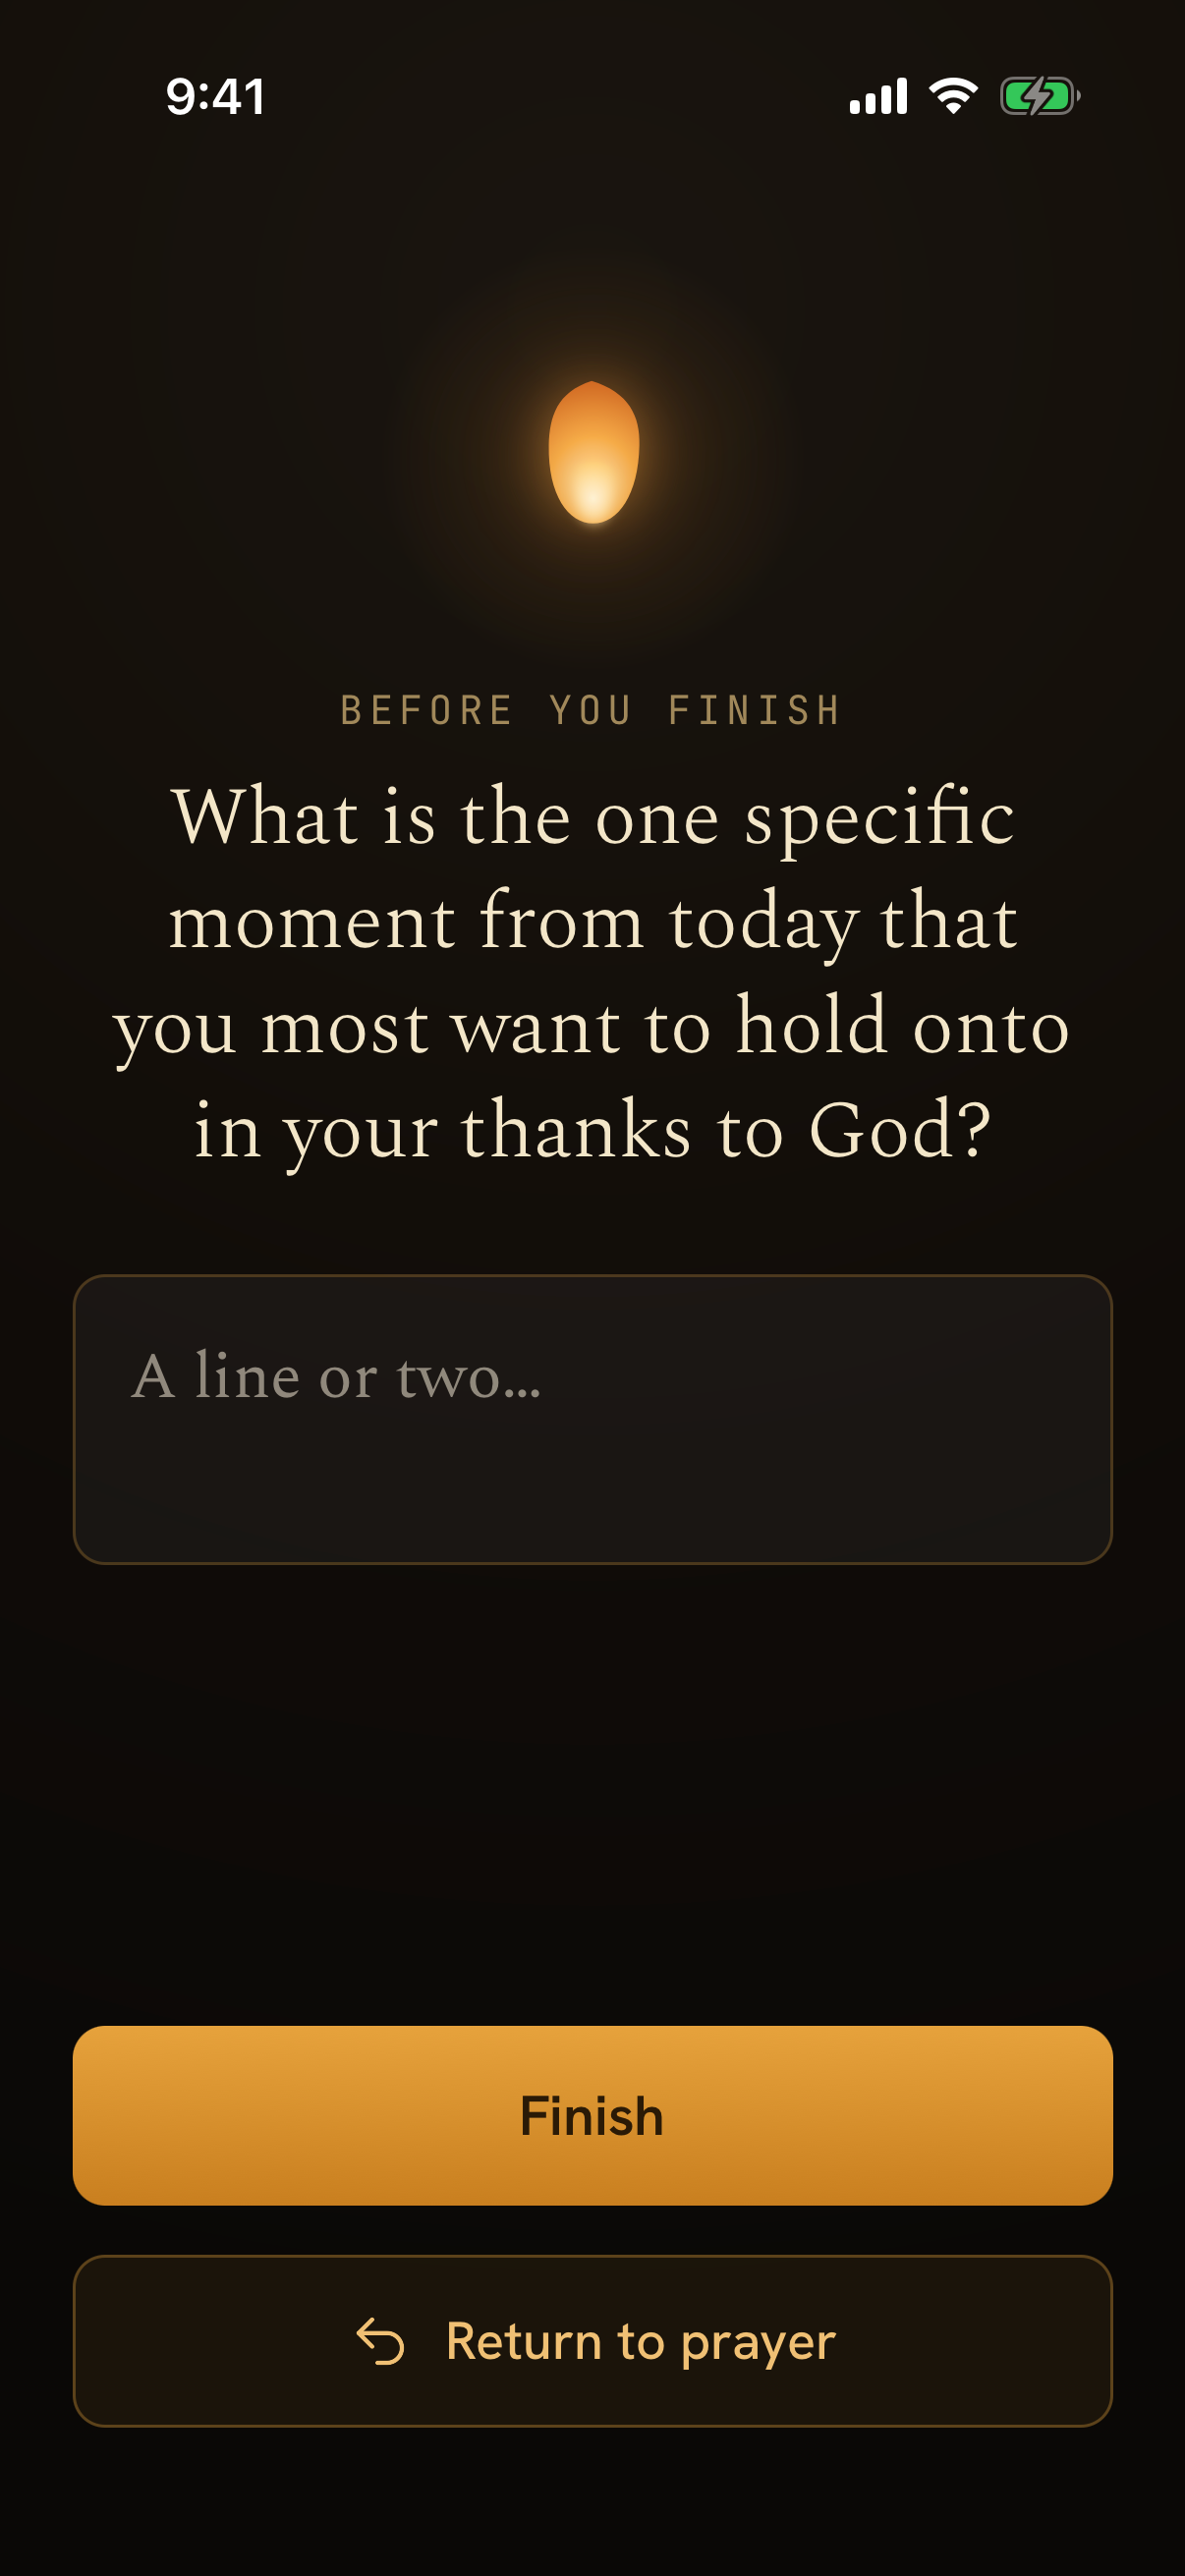 9:41
BEFORE YOU FINISH
What is the one specific
moment from today that
you most want to hold onto
in your thanks to God?
A line or two…
Finish
Return to prayer